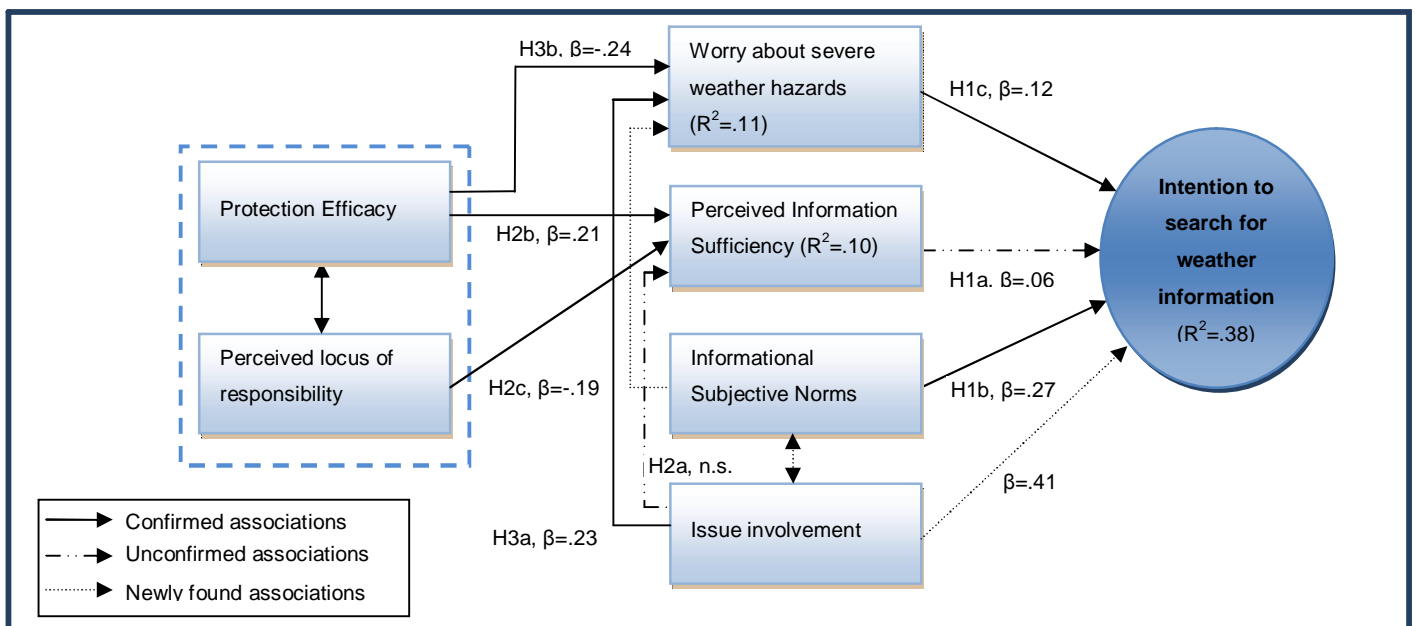 H3b, β=-.24
Worry about severe
weather hazards
(R²=.11)
H1c, β=.12
Protection Efficacy
H2b, β=.21
Perceived Information
Sufficiency (R²=.10)
H1a. β=.06
Intention to
search for
weather
information
(R²=.38)
Perceived locus of
responsibility
H2c, β=-.19
Informational
Subjective Norms
H1b, β=.27
H2a, n.s.
β=.41
H3a, β=.23
Issue involvement
Confirmed associations
Unconfirmed associations
Newly found associations